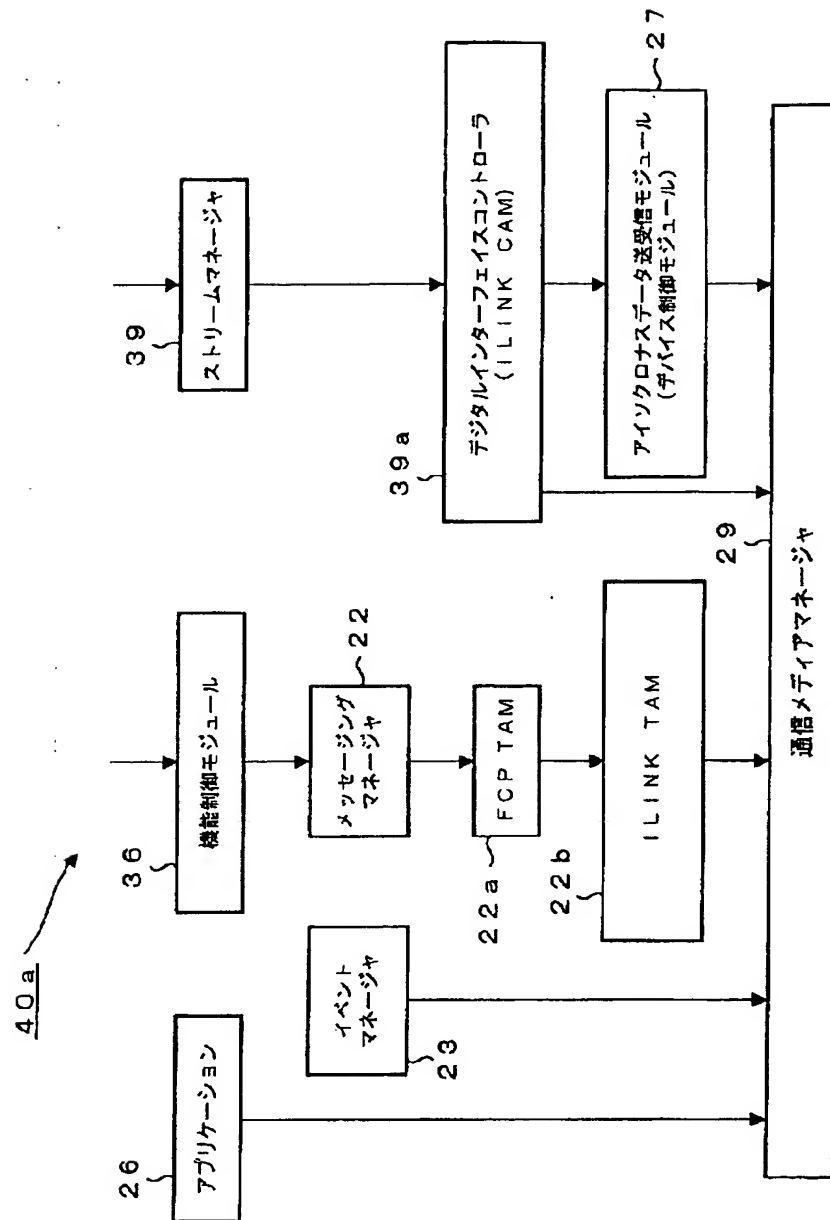 40a
26
アプリケーション
イベント
マネージャ
23
36
機能制御モジュール
22
メッセージング
マネージャ
FCP TAM
22a
ILINK TAM
22b
39
ストリームマネージャ
39a
デジタルインターフェイスコントローラ
(ILINK CAM)
アイソクロナスデータ送受信モジュール
(デバイス制御モジュール)
27
29
通信メディアマネージャ